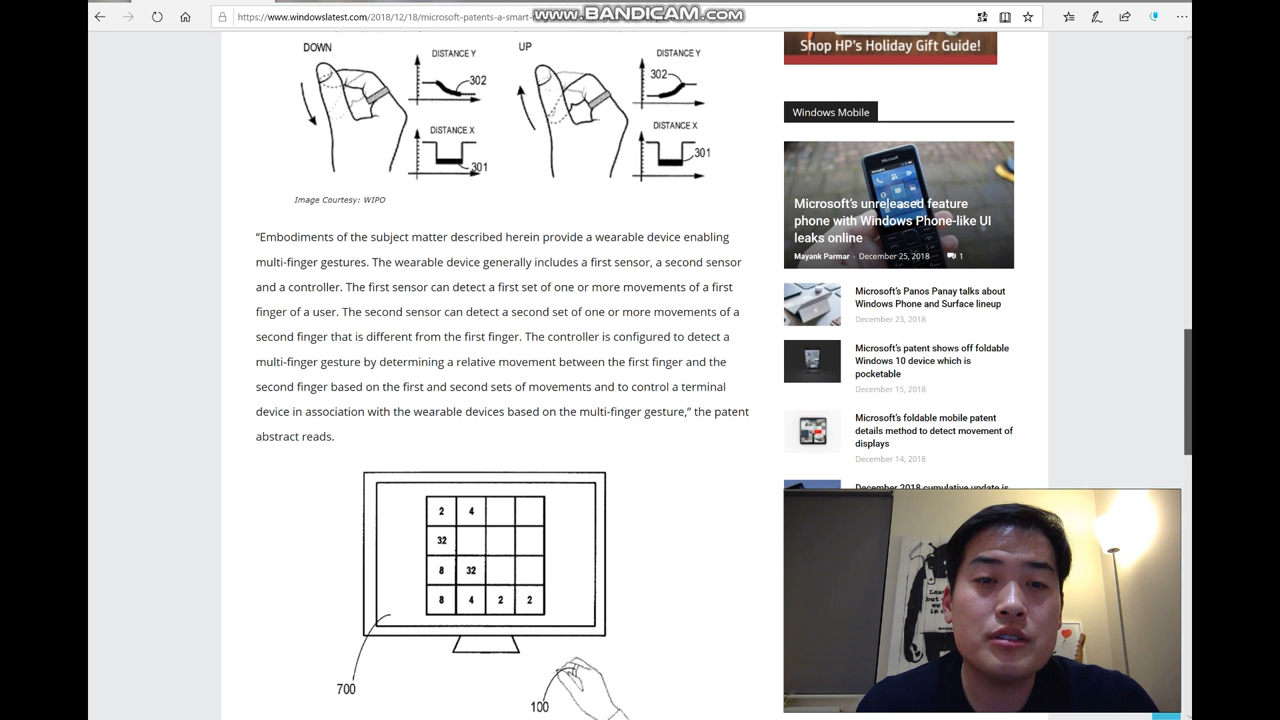 https://www.windowslatest.com/2018/12/18/microsoft-patents-a-smart-
www.BANDICAM.com
DOWN
DISTANCE Y
302
DISTANCE X
301
UP
DISTANCE Y
302
DISTANCE X
301
Image Courtesy: WIPO
“Embodiments of the subject matter described herein provide a wearable device enabling
multi-finger gestures. The wearable device generally includes a first sensor, a second sensor
and a controller. The first sensor can detect a first set of one or more movements of a first
finger of a user. The second sensor can detect a second set of one or more movements of a
second finger that is different from the first finger. The controller is configured to detect a
multi-finger gesture by determining a relative movement between the first finger and the
second finger based on the first and second sets of movements and to control a terminal
device in association with the wearable devices based on the multi-finger gesture,” the patent
abstract reads.
2 4
32
8 32
8 4 2 2
700
100
Shop HP's Holiday Gift Guide!
Windows Mobile
Microsoft's unreleased feature
phone with Windows Phone-like UI
leaks online
Mayank Parmar - December 25, 2018 1
Microsoft's Panos Panay talks about
Windows Phone and Surface lineup
December 23, 2018
Microsoft's patent shows off foldable
Windows 10 device which is
pocketable
December 15, 2018
Microsoft's foldable mobile patent
details method to detect movement of
displays
December 14, 2018
December 2018 cumulative update is